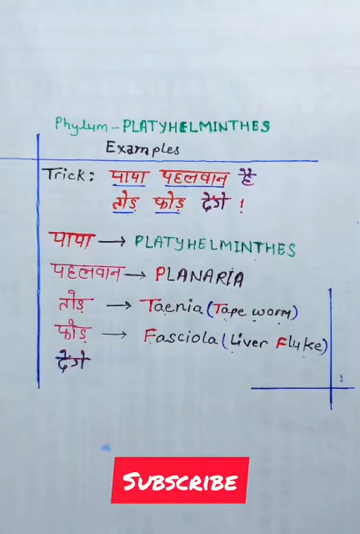 Phylum - PLATYHELMINTHES
Examples
Trick: पापा पहलवान है
तोड़ फोड़ देंगे !
पापा → PLATYHELMINTHES
पहलवान → PLANARIA
तोड़ → Taenia (Tape worm)
फोड़ → Fasciola (Liver Fluke)
देंगे
SUBSCRIBE